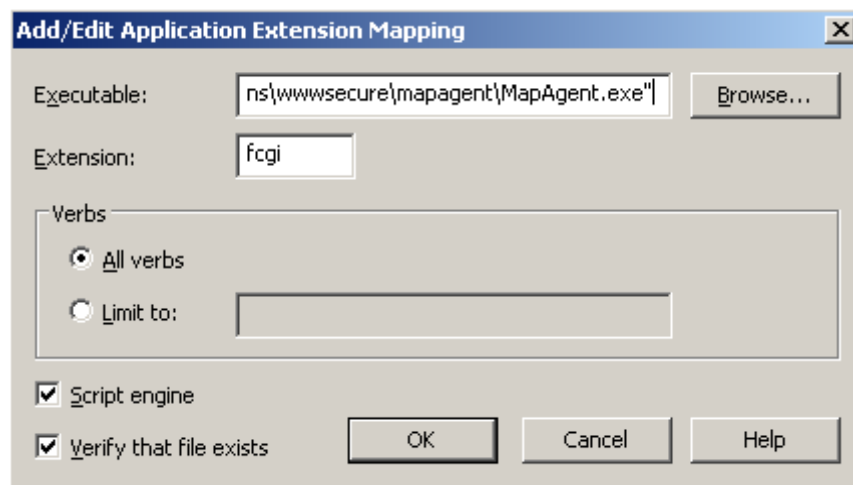 Add/Edit Application Extension Mapping
Executable:
ns\wwwsecure\mapagent\MapAgent.exe"
Browse...
Extension:
fcgi
Verbs
All verbs
Limit to:
Script engine
Verify that file exists
OK
Cancel
Help